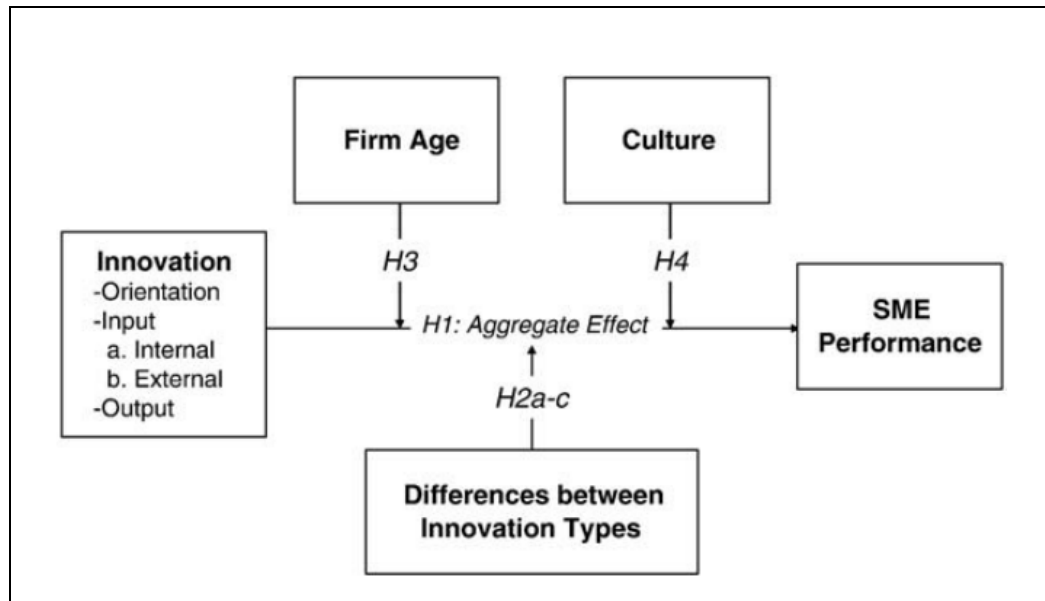 Firm Age
Culture
H3
H4
Innovation
-Orientation
-Input
a. Internal
b. External
-Output
H1: Aggregate Effect
SME
Performance
H2a-c
Differences between
Innovation Types